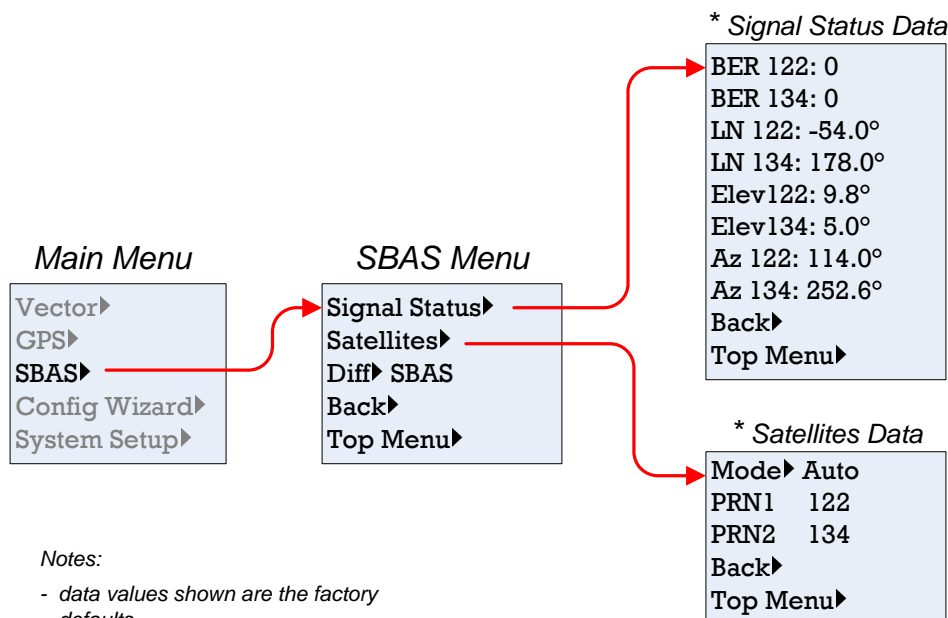 * Signal Status Data
BER 122: 0
BER 134: 0
LN 122: -54.0°
LN 134: 178.0°
Elev122: 9.8°
Elev134: 5.0°
Az 122: 114.0°
Az 134: 252.6°
Back
Top Menu
Main Menu
Vector
GPS
SBAS
Config Wizard
System Setup
SBAS Menu
Signal Status
Satellites
Diff SBAS
Back
Top Menu
* Satellites Data
Mode Auto
PRN1 122
PRN2 134
Back
Top Menu
Notes:
- data values shown are the factory